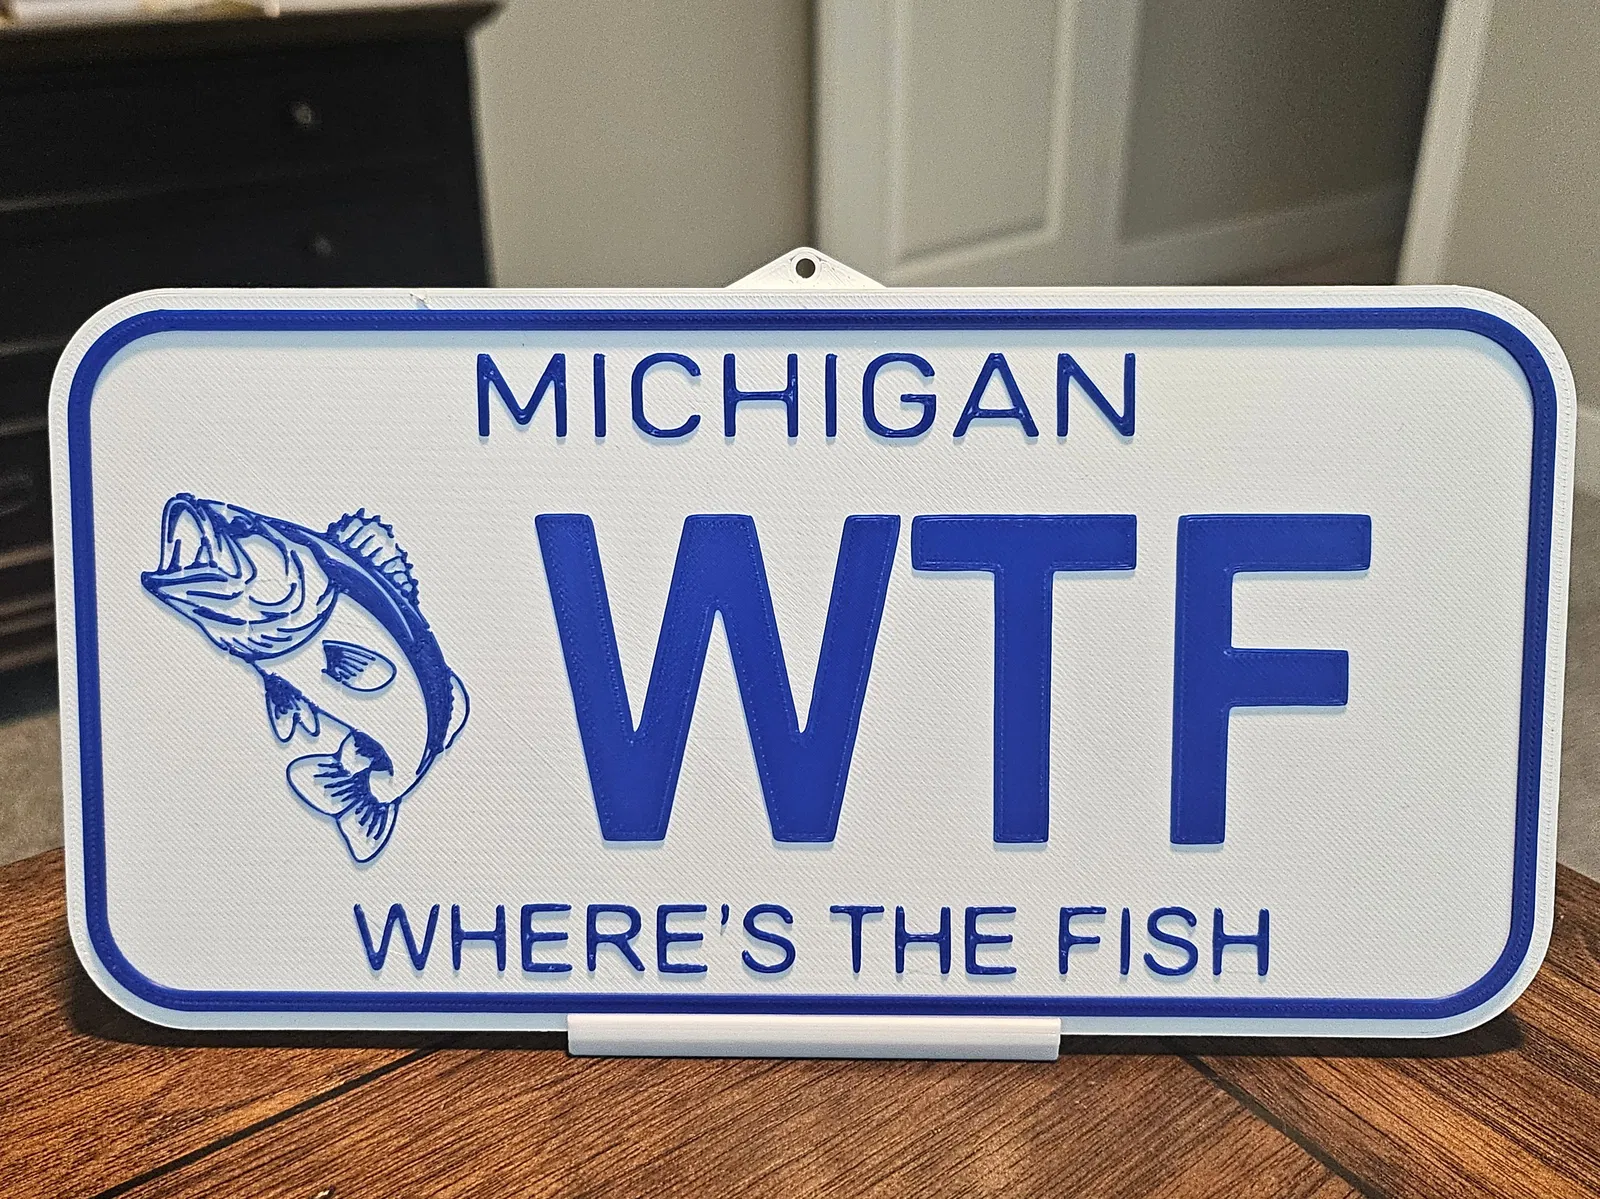 MICHIGAN
WTF
WHERE'S THE FISH